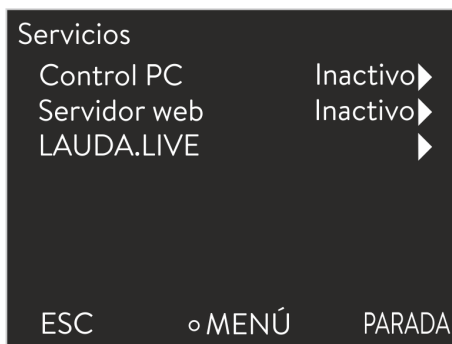 Servicios
Control PC Inactivo
Servidor web Inactivo
LAUDA.LIVE
ESC MENÚ PARADA